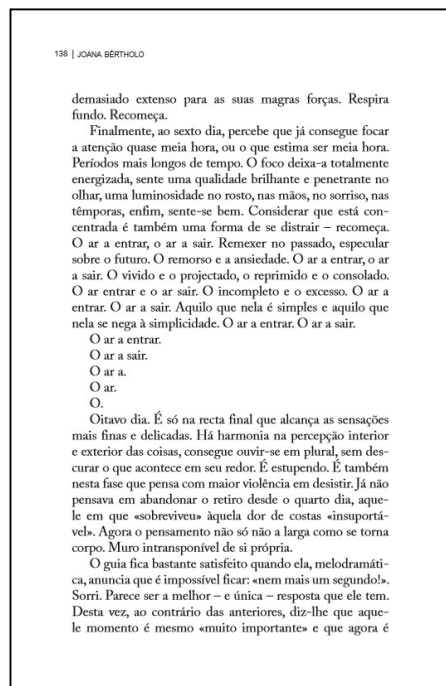 138 | JOANA BÉRTHOLO
demasiado extenso para as suas magras forças. Respira
fundo. Recomeça.
Finalmente, ao sexto dia, percebe que já consegue focar
a atenção quase meia hora, ou o que estima ser meia hora.
Períodos mais longos de tempo. O foco deixa-a totalmente
energizada, sente uma qualidade brilhante e penetrante no
olhar, uma luminosidade no rosto, nas mãos, no sorriso, nas
têmporas, enfim, sente-se bem. Considerar que está con-
centrada é também uma forma de se distrair – recomeça.
O ar a entrar, o ar a sair. Remexer no passado, especular
sobre o futuro. O remorso e a ansiedade. O ar a entrar, o ar
a sair. O vivido e o projectado, o reprimido e o consolado.
O ar entrar e o ar sair. O incompleto e o excesso. O ar a
entrar. O ar a sair. Aquilo que nela é simples e aquilo que
nela se nega à simplicidade. O ar a entrar. O ar a sair.
O ar a entrar.
O ar a sair.
O ar a.
O ar.
O.
Oitavo dia. É só na recta final que alcança as sensações
mais finas e delicadas. Há harmonia na percepção interior
e exterior das coisas, consegue ouvir-se em plural, sem des-
curar o que acontece em seu redor. É estupendo. É também
nesta fase que pensa com maior violência em desistir. Já não
pensava em abandonar o retiro desde o quarto dia, aque-
le em que «sobreviveu» àquela dor de costas «insuportá-
vel». Agora o pensamento não só não a larga como se torna
corpo. Muro intransponível de si própria.
O guia fica bastante satisfeito quando ela, melodramáti-
ca, anuncia que é impossível ficar: «nem mais um segundo!».
Sorri. Parece ser a melhor – e única – resposta que ele tem.
Desta vez, ao contrário das anteriores, diz-lhe que aque-
le momento é mesmo «muito importante» e que agora é